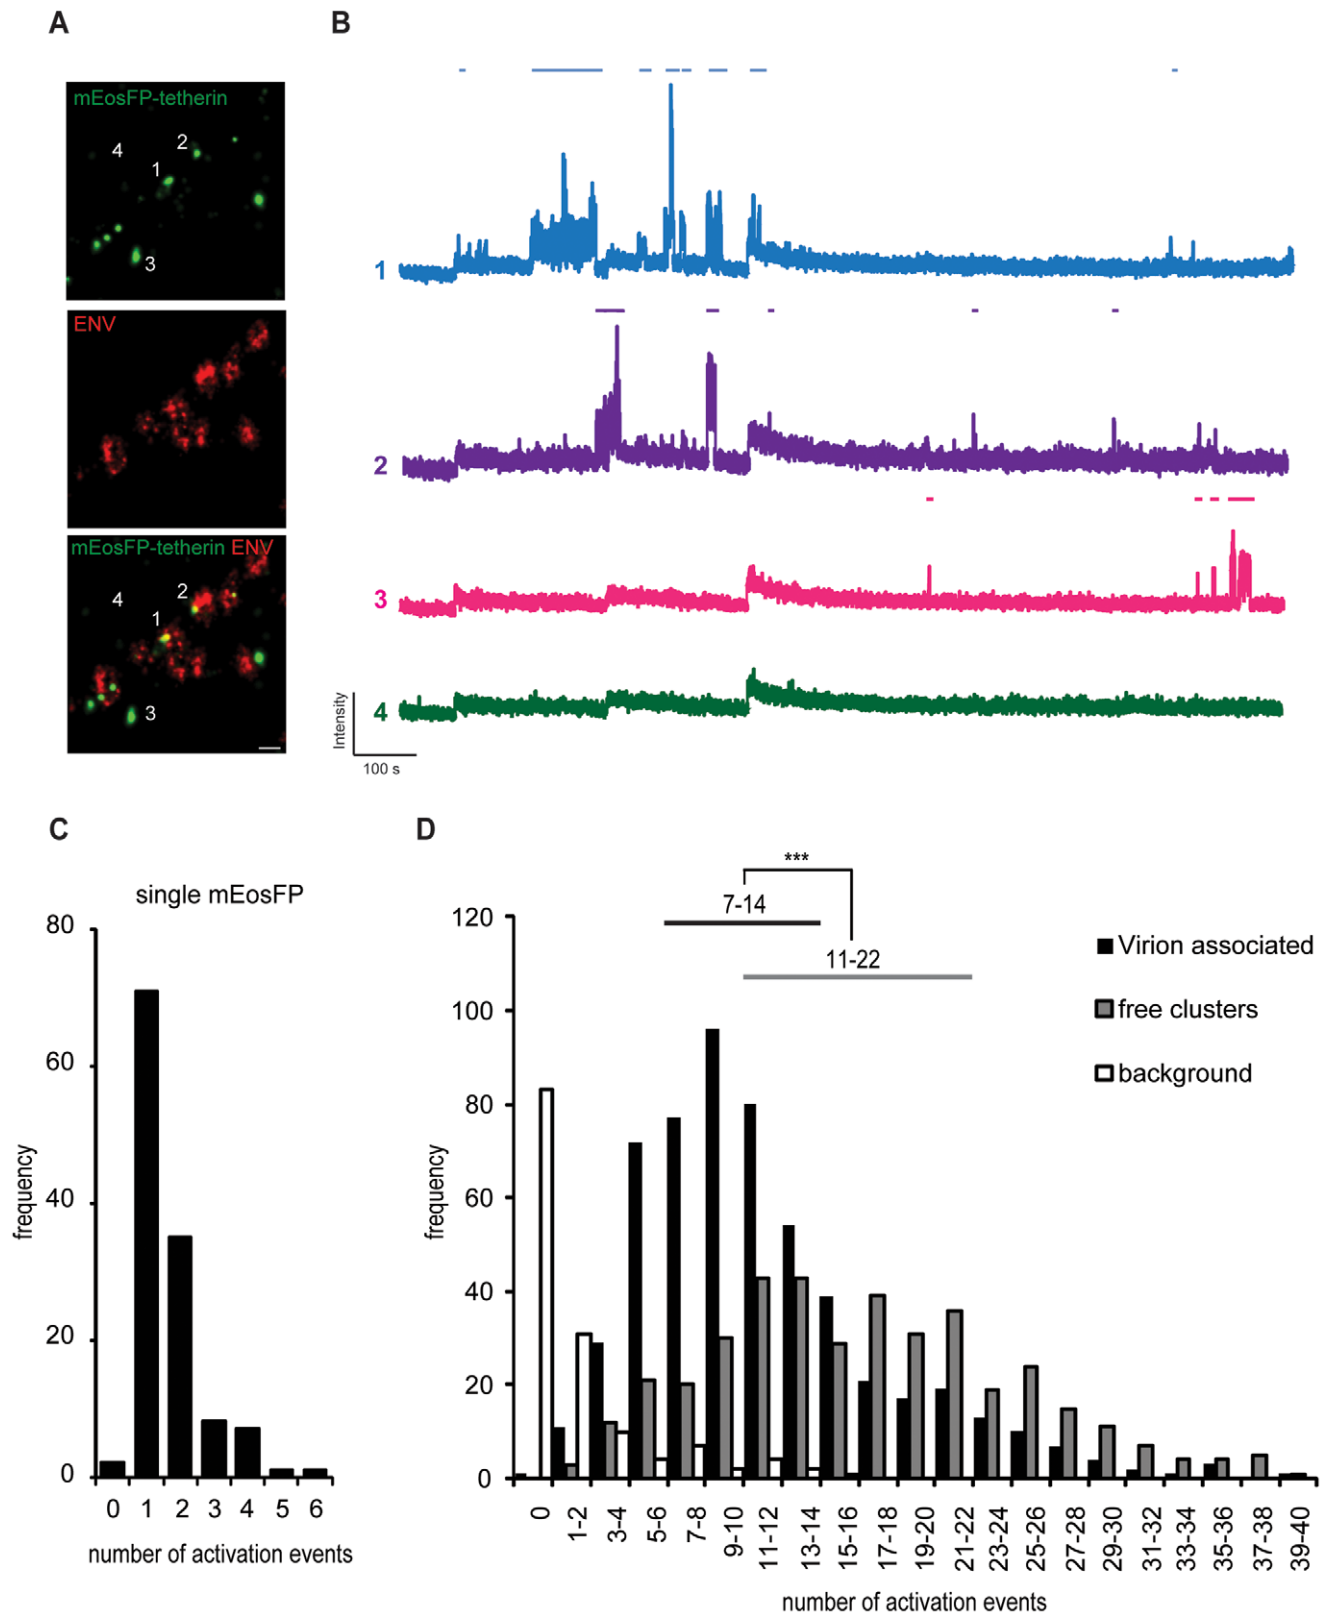 A
B
mEosFP-tetherin
4
2
1
3
ENV
mEosFP-tetherin ENV
4
2
1
3
1
2
3
4
Intensity
100 s
C
D
single mEosFP
80
60
40
20
0
frequency
0 1 2 3 4 5 6
number of activation events
***
7-14
11-22
120
100
80
60
40
20
0
frequency
Virion associated
free clusters
background
0 1-2 3-4 5-6 7-8 9-10 11-12 13-14 15-16 17-18 19-20 21-22 23-24 25-26 27-28 29-30 31-32 33-34 35-36 37-38 39-40
number of activation events